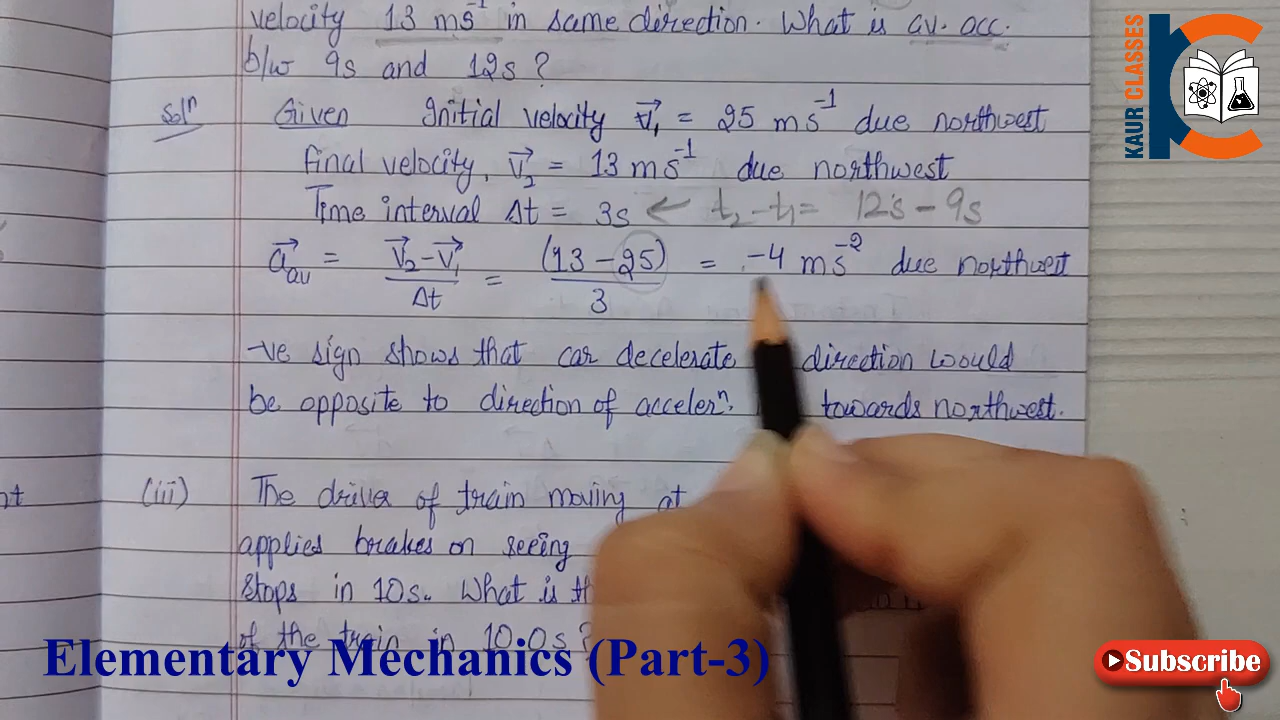 velocity 13 ms⁻¹ in same direction. What is av. acc.
b/w 9s and 12s?
Solⁿ Given Initial velocity v⃗₁ = 25 ms⁻¹ due northwest
final velocity, v⃗₂ = 13 ms⁻¹ due northwest
Time interval Δt = 3s ← t₂-t₁ = 12s - 9s
a⃗av = v⃗₂-v⃗₁/Δt = (13-25)/3 = -4 ms⁻² due northwest
-ve sign shows that car decelerate direction would
be opposite to direction of accelerⁿ. towards northwest.
(iii) The driver of train moving at
applies brakes on seeing
stops in 10s. What is
of the train in 10.0s?
Elementary Mechanics (Part-3)
KAUR CLASSES
Subscribe